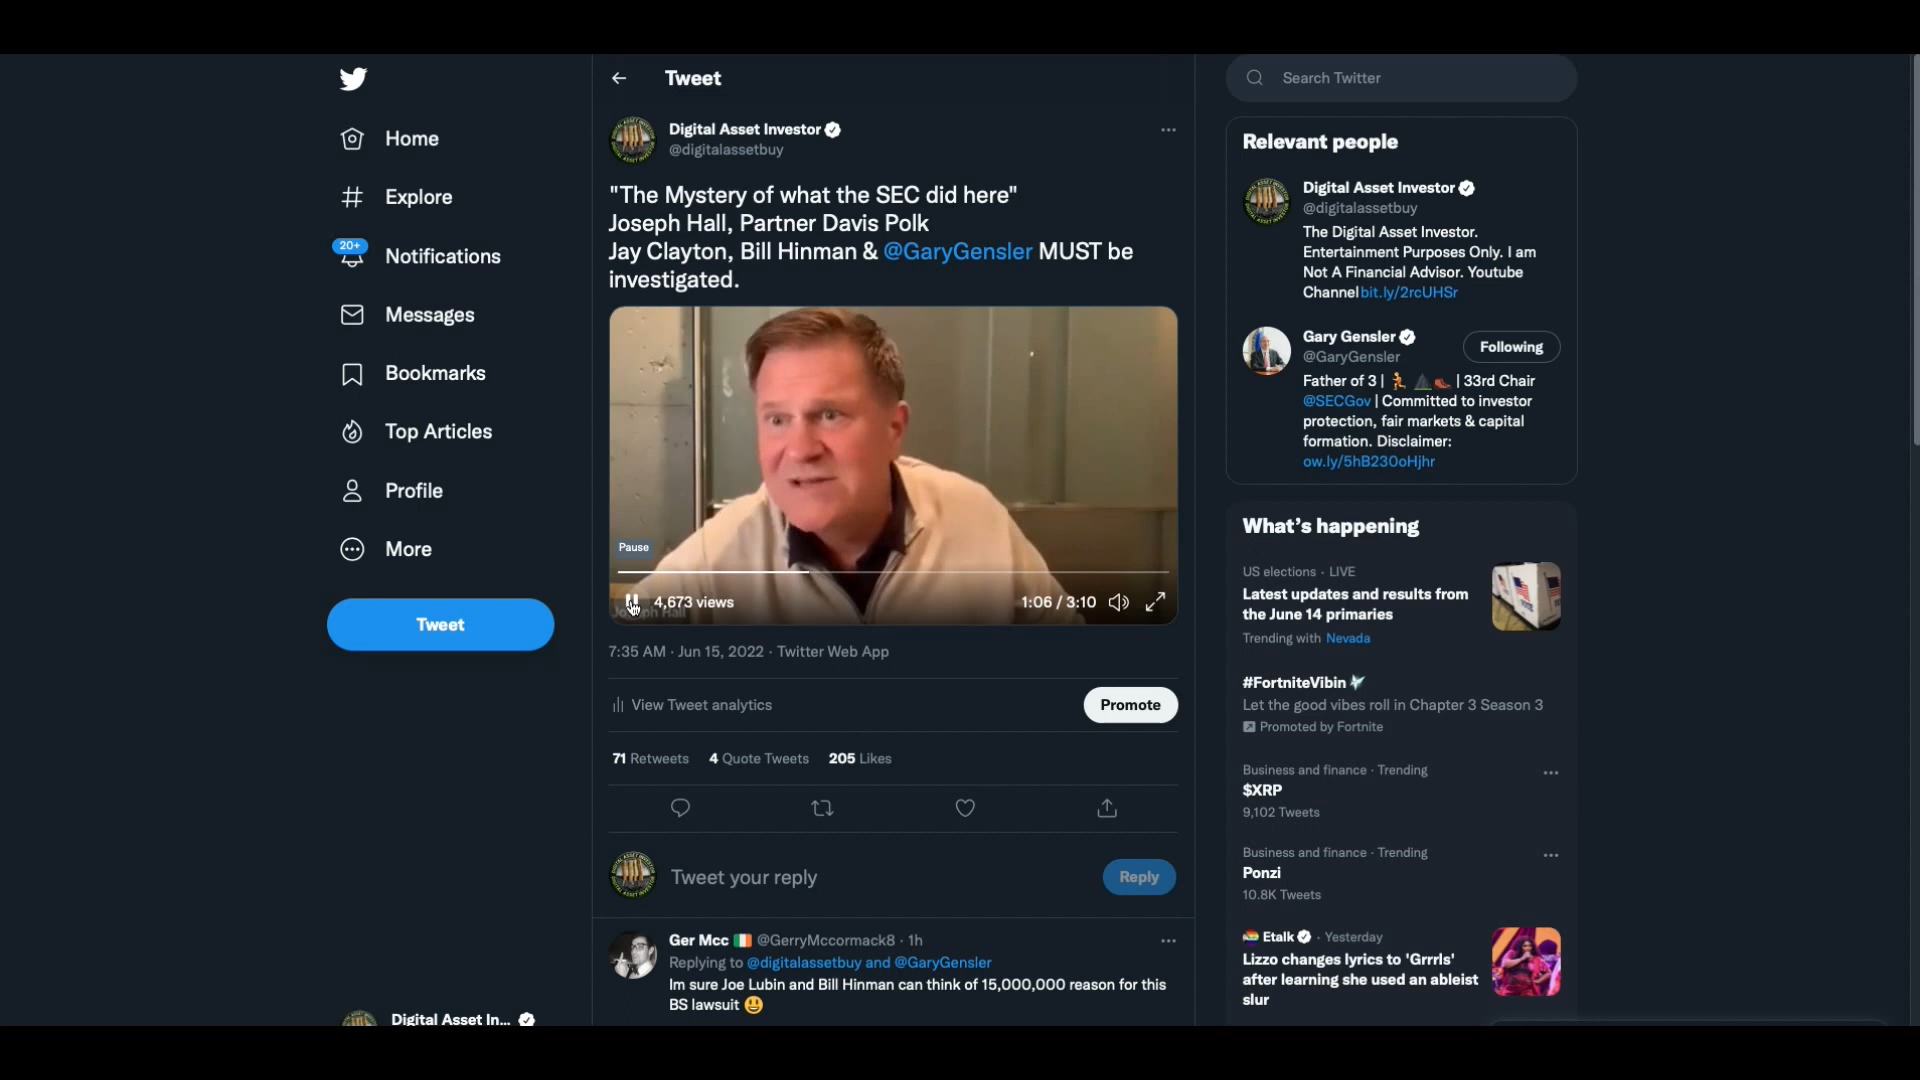 Home
Explore
20+
Notifications
Messages
Bookmarks
Top Articles
Profile
More
Tweet
Digital Asset In...
Tweet
Digital Asset Investor
@digitalassetbuy
"The Mystery of what the SEC did here"
Joseph Hall, Partner Davis Polk
Jay Clayton, Bill Hinman & @GaryGensler MUST be
investigated.
Pause
4,673 views
1:06 / 3:10
Joseph Hall
7:35 AM · Jun 15, 2022 · Twitter Web App
View Tweet analytics
Promote
71 Retweets 4 Quote Tweets 205 Likes
Tweet your reply
Reply
Ger Mcc 🇮🇪 @GerryMccormack8 · 1h
Replying to @digitalassetbuy and @GaryGensler
Im sure Joe Lubin and Bill Hinman can think of 15,000,000 reason for this
BS lawsuit 😃
Search Twitter
Relevant people
Digital Asset Investor
@digitalassetbuy
The Digital Asset Investor.
Entertainment Purposes Only. I am
Not A Financial Advisor. Youtube
Channel bit.ly/2rcUHSr
Gary Gensler
@GaryGensler
Following
Father of 3 | 🏃 ⛰️ 🥾 | 33rd Chair
@SECGov | Committed to investor
protection, fair markets & capital
formation. Disclaimer:
ow.ly/5hB230oHjhr
What's happening
US elections · LIVE
Latest updates and results from
the June 14 primaries
Trending with Nevada
#FortniteVibin
Let the good vibes roll in Chapter 3 Season 3
Promoted by Fortnite
Business and finance · Trending
$XRP
9,102 Tweets
Business and finance · Trending
Ponzi
10.8K Tweets
Etalk · Yesterday
Lizzo changes lyrics to 'Grrrls'
after learning she used an ableist
slur